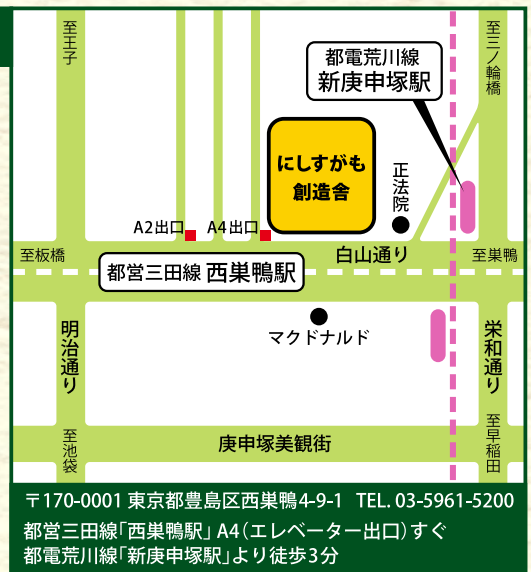 至王子
至三ノ輪橋
都電荒川線
新庚申塚駅
にしすがも
創造舎
正法院
A2出口
A4出口
至板橋
白山通り
至巣鴨
都営三田線 西巣鴨駅
マクドナルド
明治通り
栄和通り
至池袋
庚申塚美観街
至早稲田
〒170-0001 東京都豊島区西巣鴨4-9-1 TEL. 03-5961-5200
都営三田線「西巣鴨駅」A4(エレベーター出口)すぐ
都電荒川線「新庚申塚駅」より徒歩3分